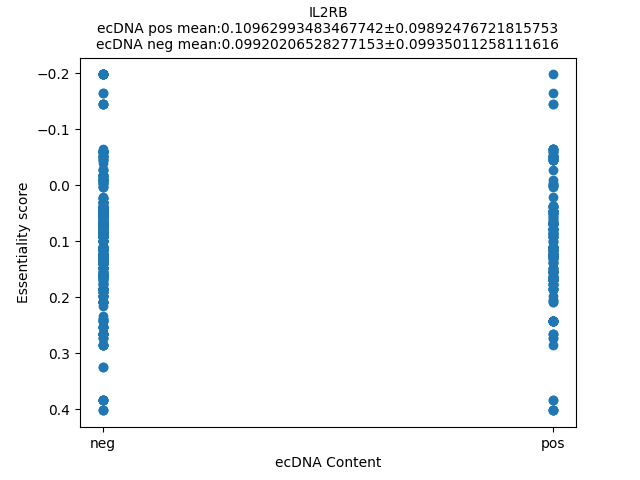 IL2RB
ecDNA pos mean:0.10962993483467742±0.09892476721815753
ecDNA neg mean:0.09920206528277153±0.09935011258111616
−0.2
−0.1
0.0
0.1
0.2
0.3
0.4
Essentiality score
neg
pos
ecDNA Content